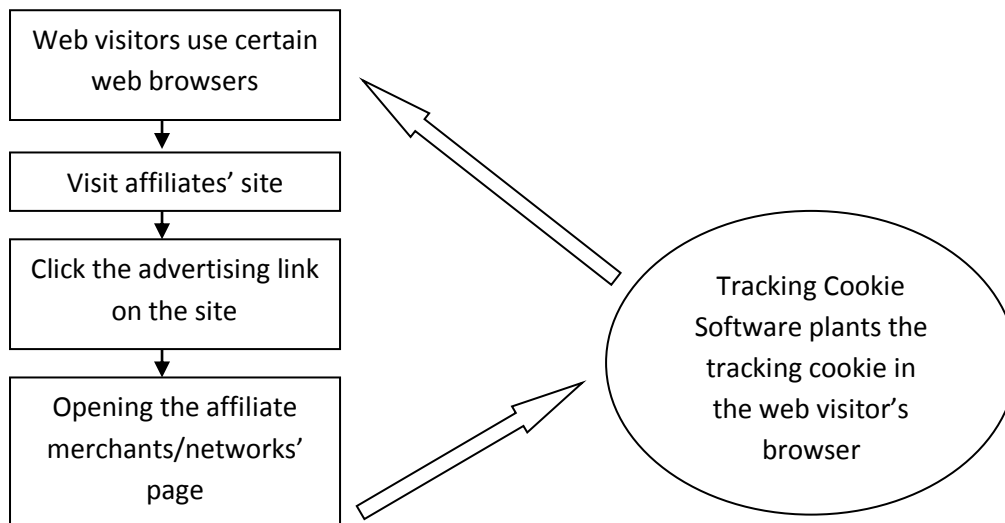 Web visitors use certain
web browsers
Visit affiliates’ site
Click the advertising link
on the site
Opening the affiliate
merchants/networks’
page
Tracking Cookie
Software plants the
tracking cookie in
the web visitor’s
browser